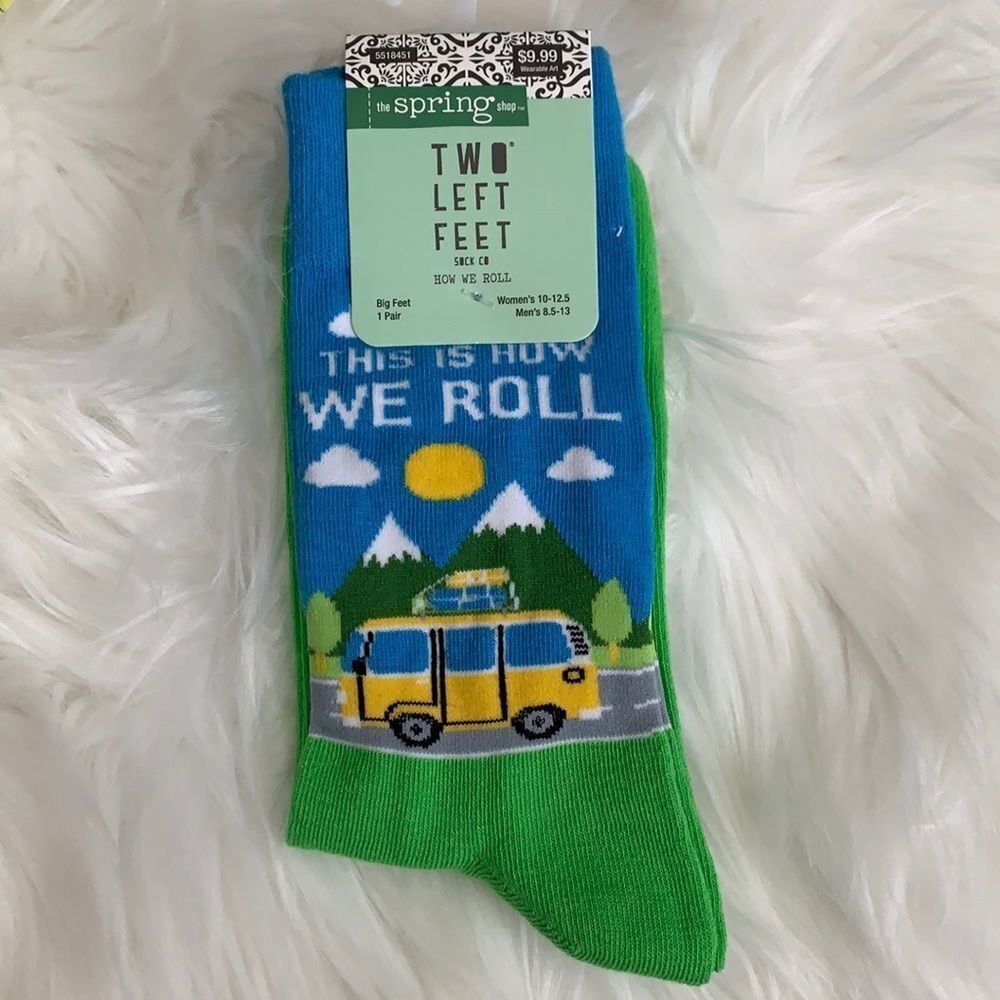 5518451
$9.99
Wearable Art
the spring shop™
TWO®
LEFT
FEET
SOCK CO
HOW WE ROLL
Big Feet
1 Pair
Women's 10-12.5
Men's 8.5-13
THIS IS HOW
WE ROLL